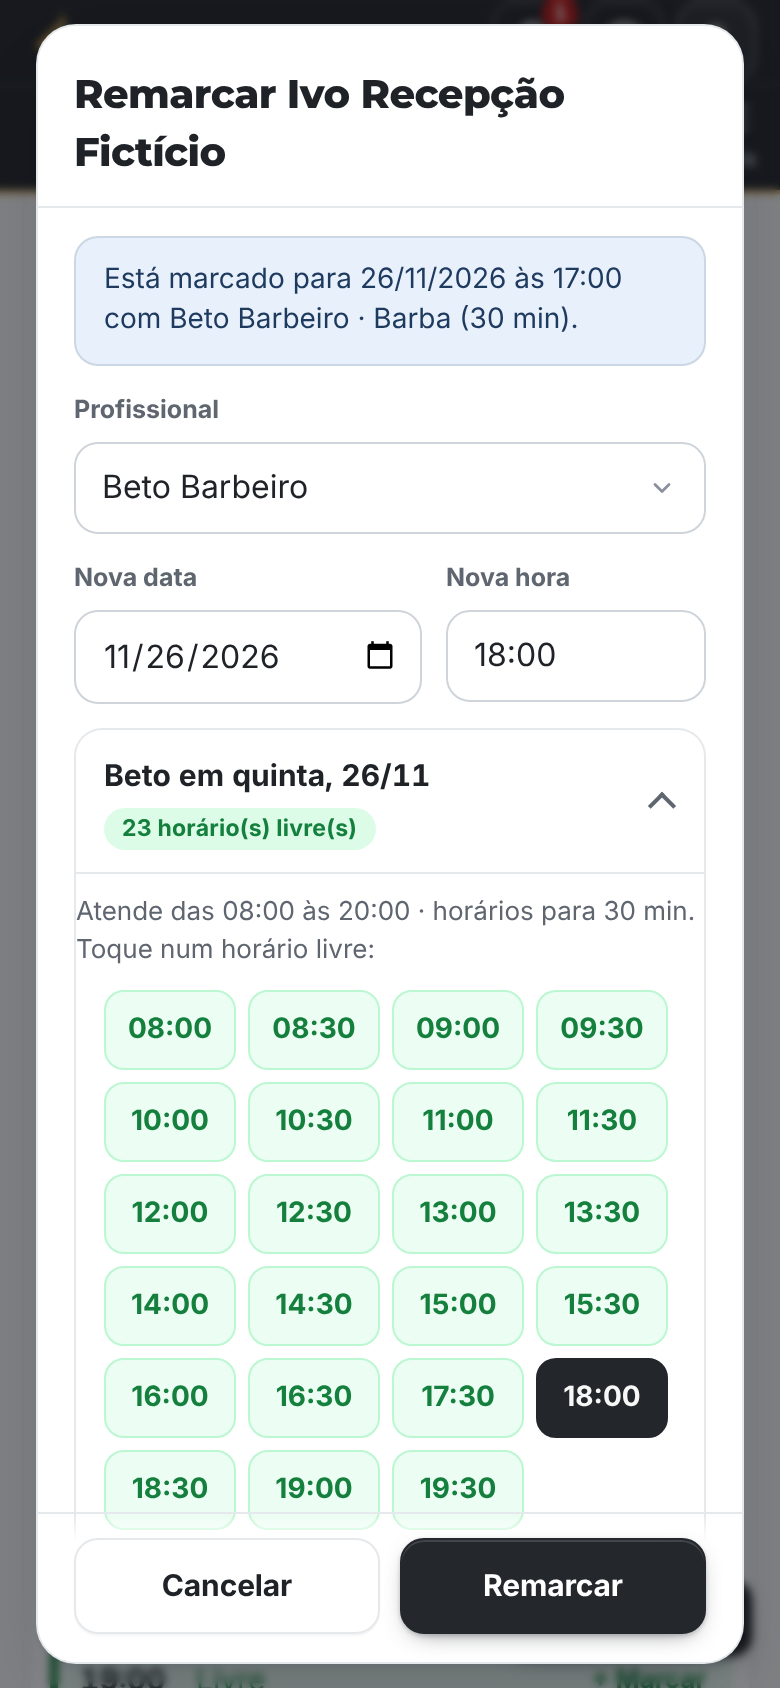 Remarcar Ivo Recepção
Fictício
Está marcado para 26/11/2026 às 17:00
com Beto Barbeiro · Barba (30 min).
Profissional
Beto Barbeiro
Nova data
Nova hora
11/26/2026
18:00
Beto em quinta, 26/11
23 horário(s) livre(s)
Atende das 08:00 às 20:00 · horários para 30 min.
Toque num horário livre:
08:00 08:30 09:00 09:30
10:00 10:30 11:00 11:30
12:00 12:30 13:00 13:30
14:00 14:30 15:00 15:30
16:00 16:30 17:30 18:00
18:30 19:00 19:30
Cancelar
Remarcar
19:00 Livre + Marcar